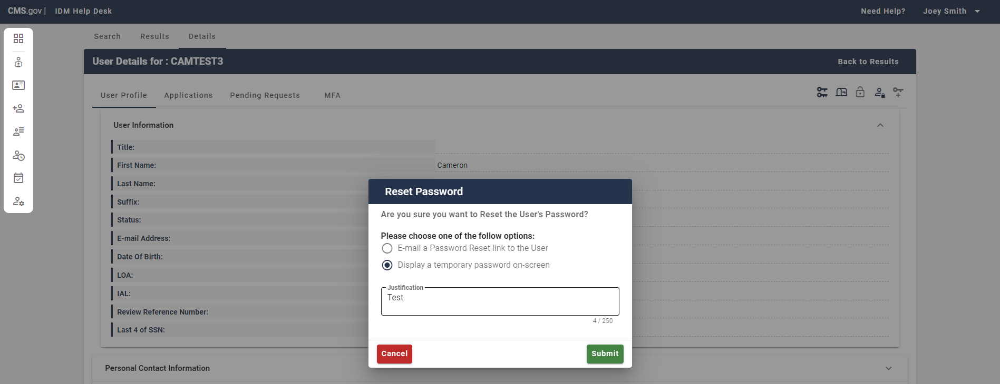 CMS.gov | IDM Help Desk Need Help? Joey Smith
Search Results Details
User Details for : CAMTEST3 Back to Results
User Profile Applications Pending Requests MFA
User Information
Title:
First Name: Cameron
Last Name:
Suffix:
Status:
E-mail Address:
Date Of Birth:
LOA:
IAL:
Review Reference Number:
Last 4 of SSN:
Personal Contact Information
Reset Password
Are you sure you want to Reset the User's Password?
Please choose one of the follow options:
E-mail a Password Reset link to the User
Display a temporary password on-screen
Justification
Test
4 / 250
Cancel Submit